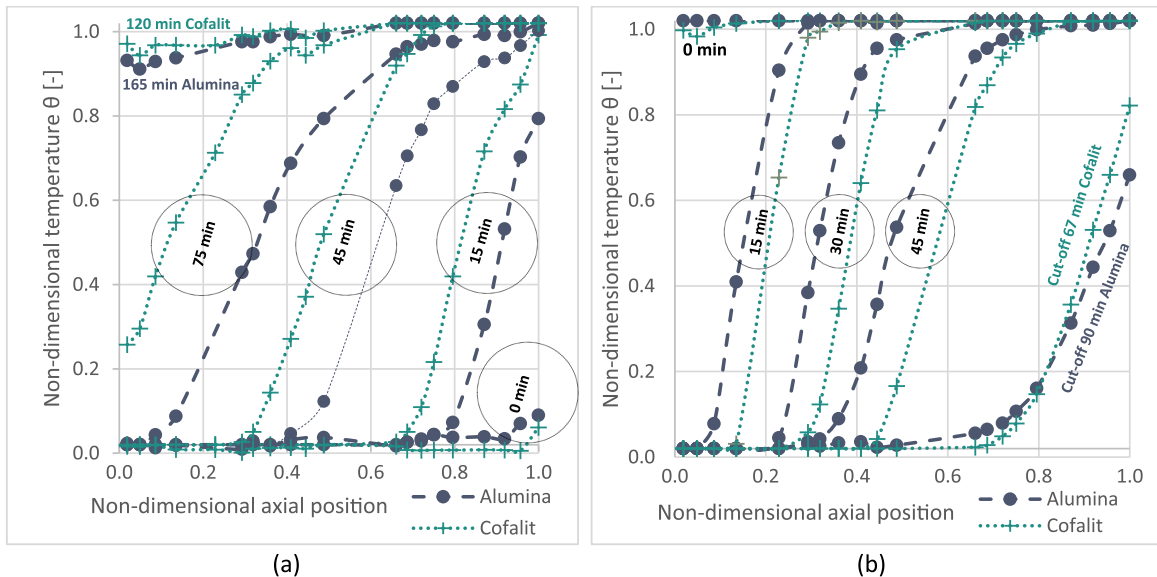 120 min Cofalit
165 min Alumina
Non-dimensional temperature θ [-]
1.0
0.8
0.6
0.4
0.2
0.0
75 min
45 min
15 min
0 min
0.0
0.2
0.4
0.6
0.8
1.0
Non-dimensional axial position
Alumina
Cofalit
(a)
0 min
Non-dimensional temperature θ [-]
1.0
0.8
0.6
0.4
0.2
0.0
15 min
30 min
45 min
Cut-off 67 min Cofalit
Cut-off 90 min Alumina
0.0
0.2
0.4
0.6
0.8
1.0
Non-dimensional axial position
Alumina
Cofalit
(b)